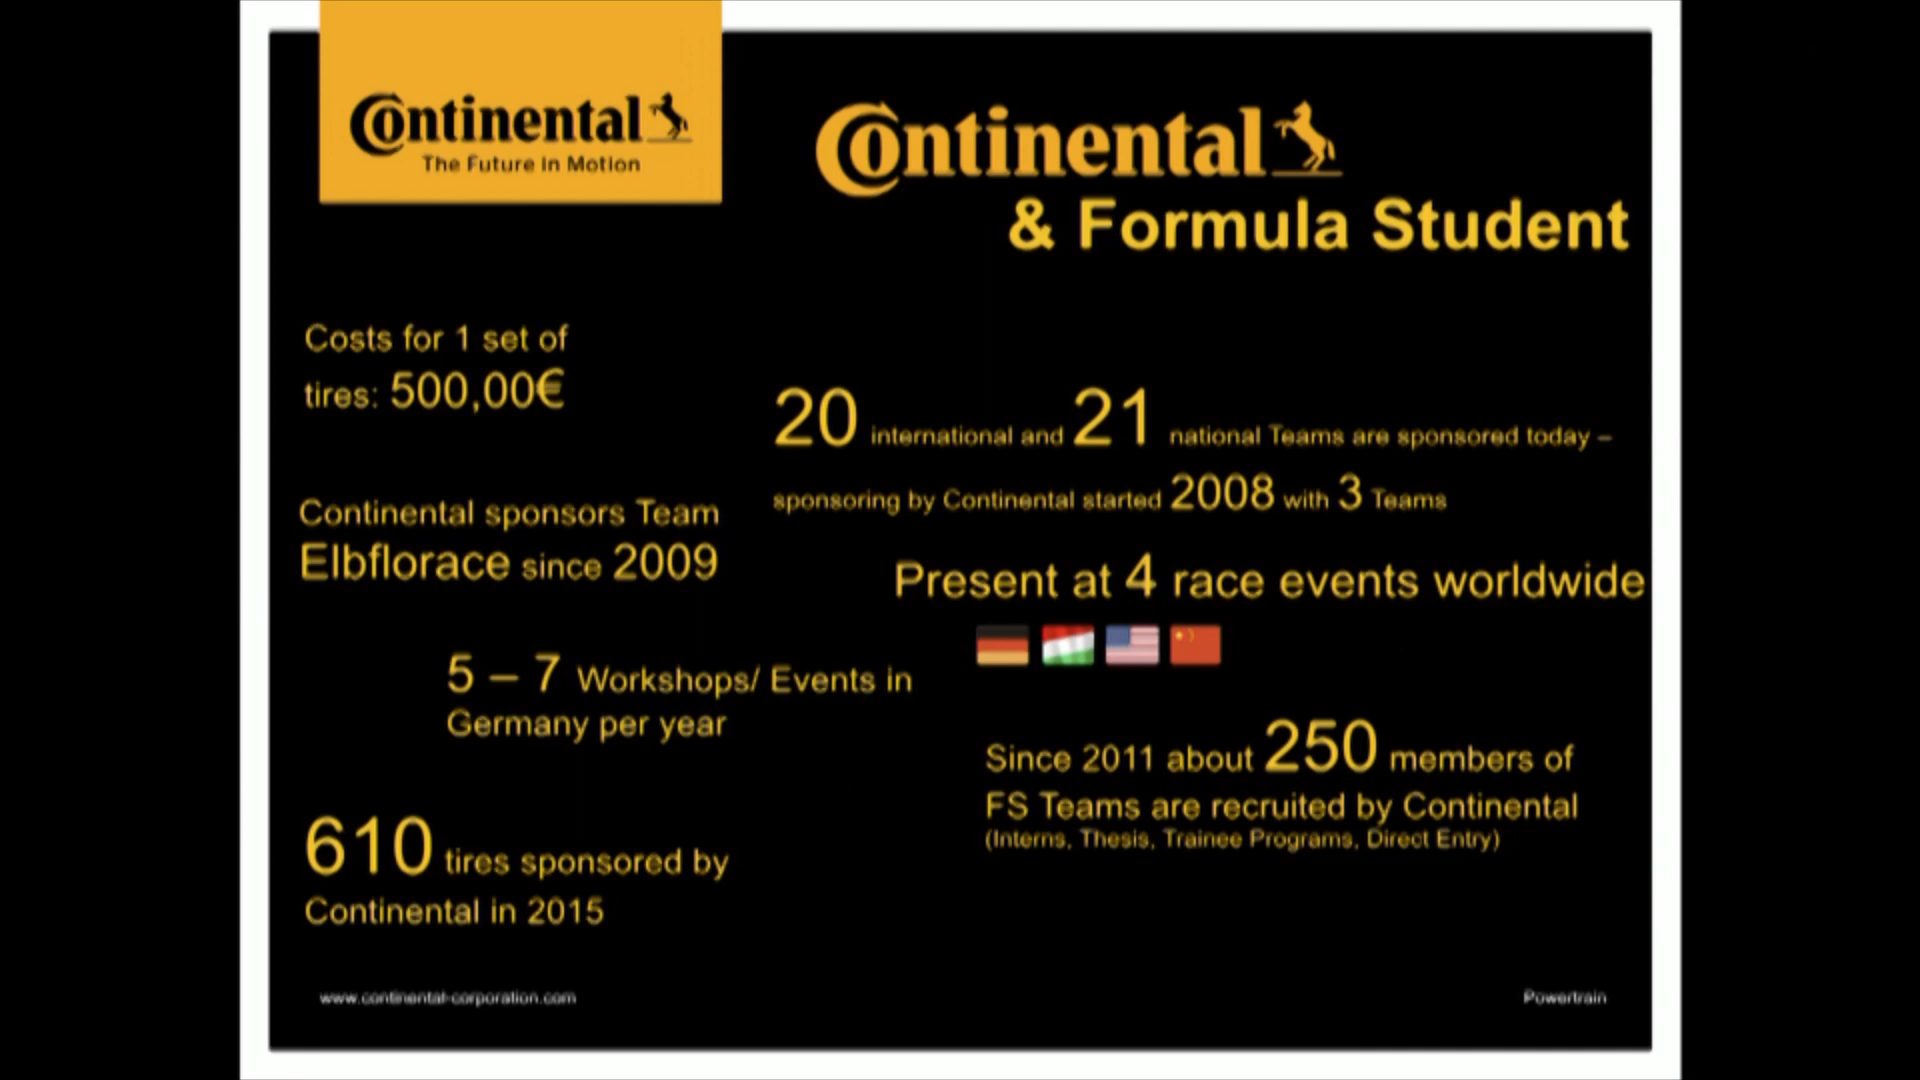 Continental
The Future in Motion
Continental
& Formula Student
Costs for 1 set of
tires: 500,00€
20 international and 21 national Teams are sponsored today –
sponsoring by Continental started 2008 with 3 Teams
Continental sponsors Team
Elbflorace since 2009
Present at 4 race events worldwide
5 – 7 Workshops/ Events in
Germany per year
Since 2011 about 250 members of
FS Teams are recruited by Continental
(Interns, Thesis, Trainee Programs, Direct Entry)
610 tires sponsored by
Continental in 2015
www.continental-corporation.com
Powertrain